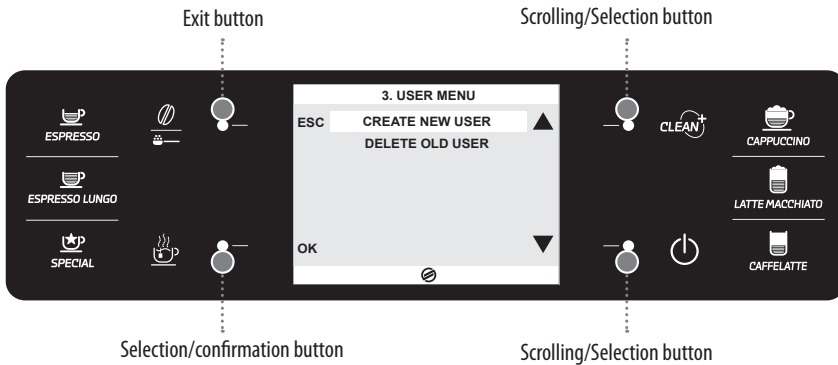 Exit button
Scrolling/Selection button
3. USER MENU
ESC
CREATE NEW USER
DELETE OLD USER
OK
ESPRESSO
ESPRESSO LUNGO
SPECIAL
CLEAN+
CAPPUCCINO
LATTE MACCHIATO
CAFFELATTE
Selection/confirmation button
Scrolling/Selection button